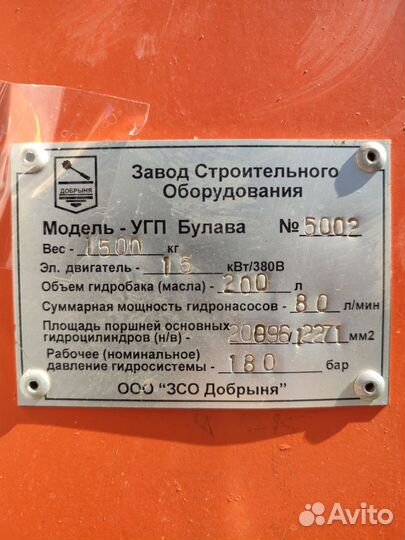 ДОБРЫНЯ
Завод Строительного
Оборудования
Модель - УГП Булава №5002
Вес - 1500 кг
Эл. двигатель - 15 кВт/380В
Объем гидробака (масла) - 200 л
Суммарная мощность гидронасосов - 80 л/мин
Площадь поршней основных
гидроцилиндров (н/в) - 20096/12271 мм2
Рабочее (номинальное)
давление гидросистемы - 180 бар
ООО "ЗСО Добрыня"
Avito